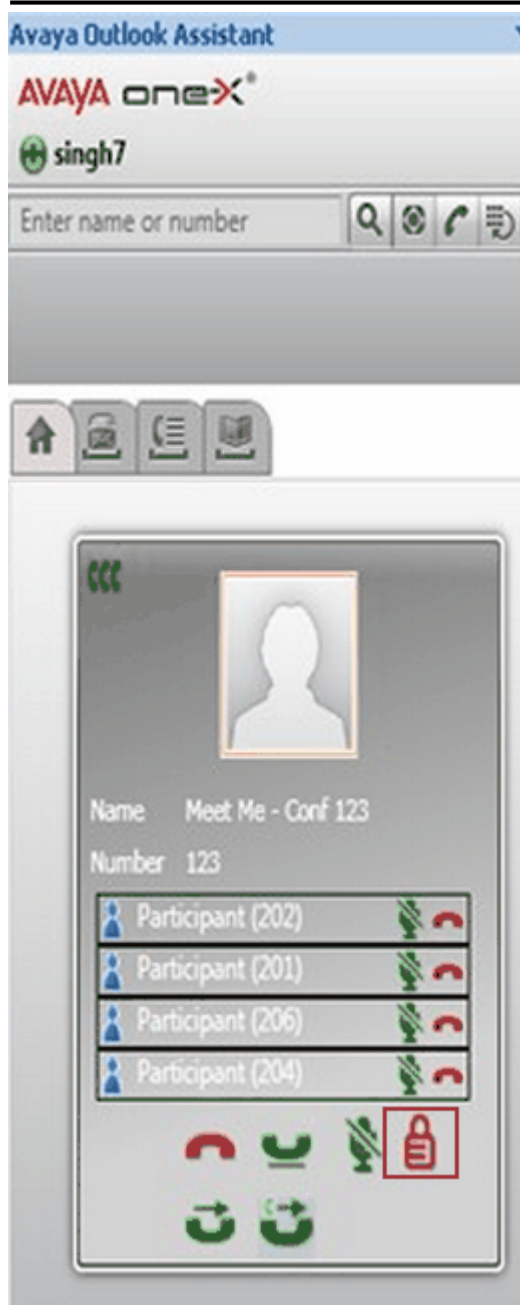 Avaya Outlook Assistant
AVAYA one-X®
singh7
Enter name or number
Name Meet Me - Conf 123
Number 123
Participant (202)
Participant (201)
Participant (206)
Participant (204)